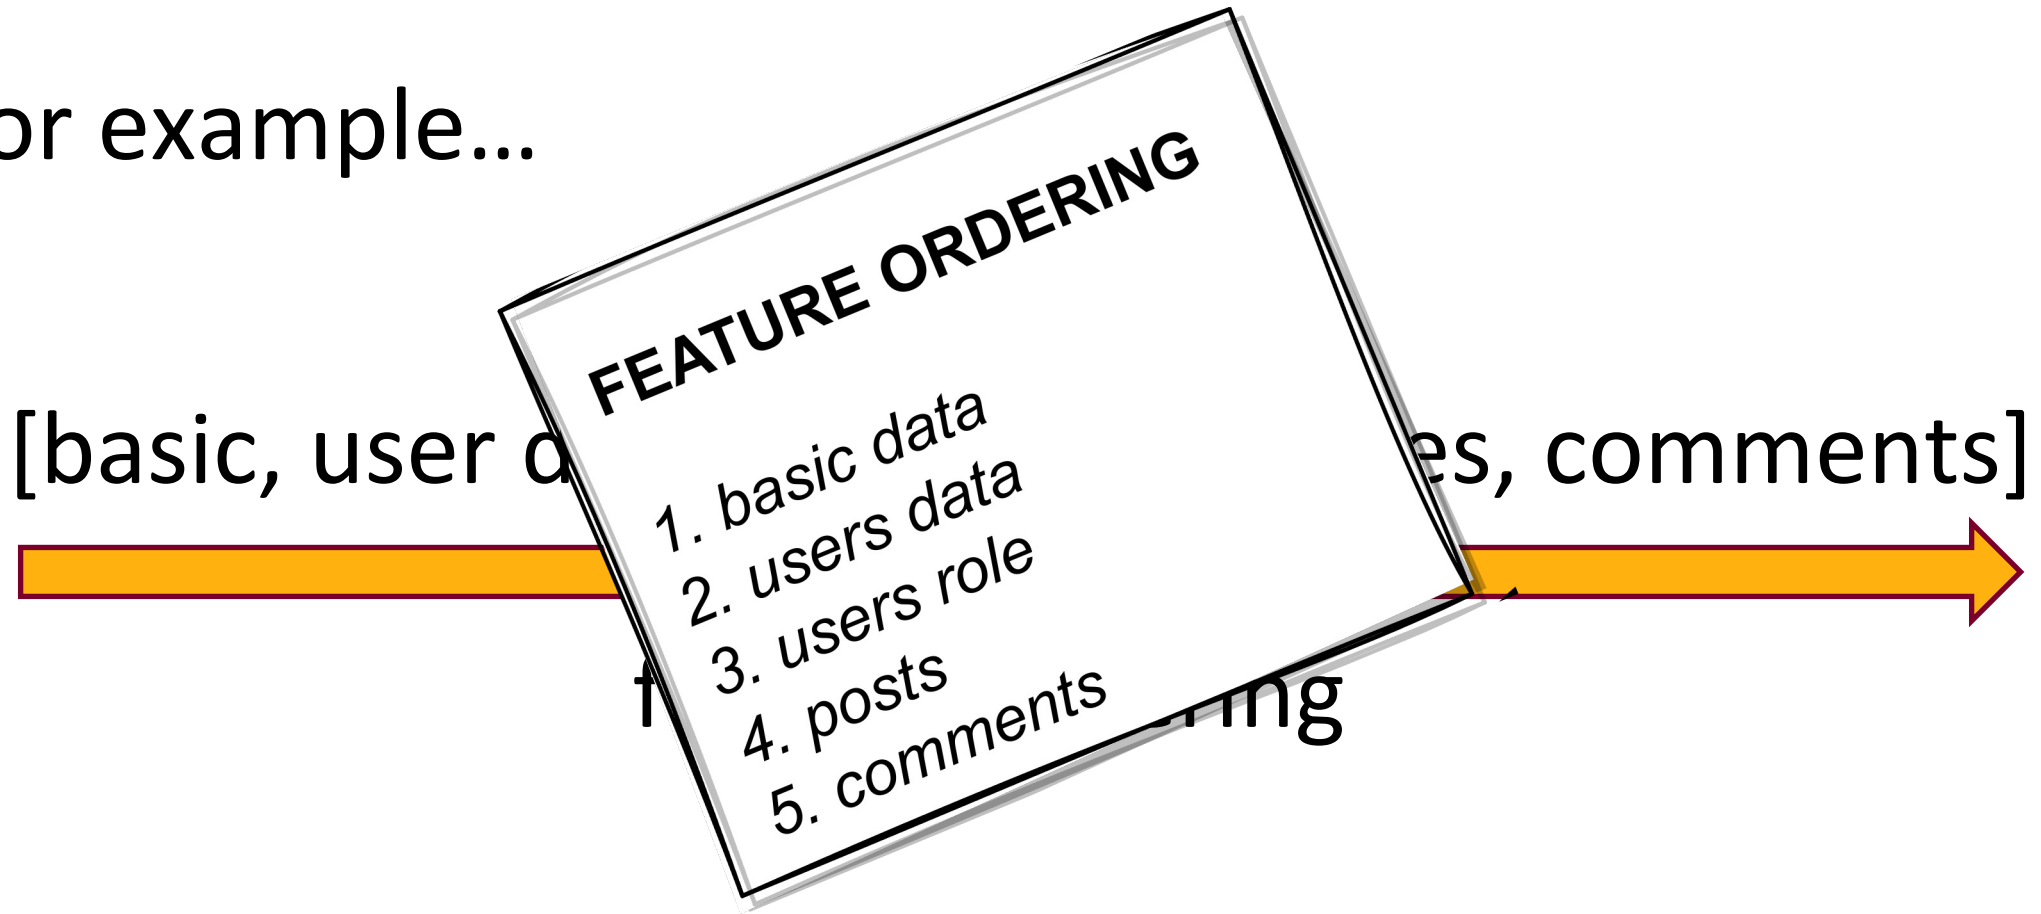 or example…
FEATURE ORDERING
1. basic data
2. users data
3. users role
4. posts
5. comments
[basic, user es, comments]